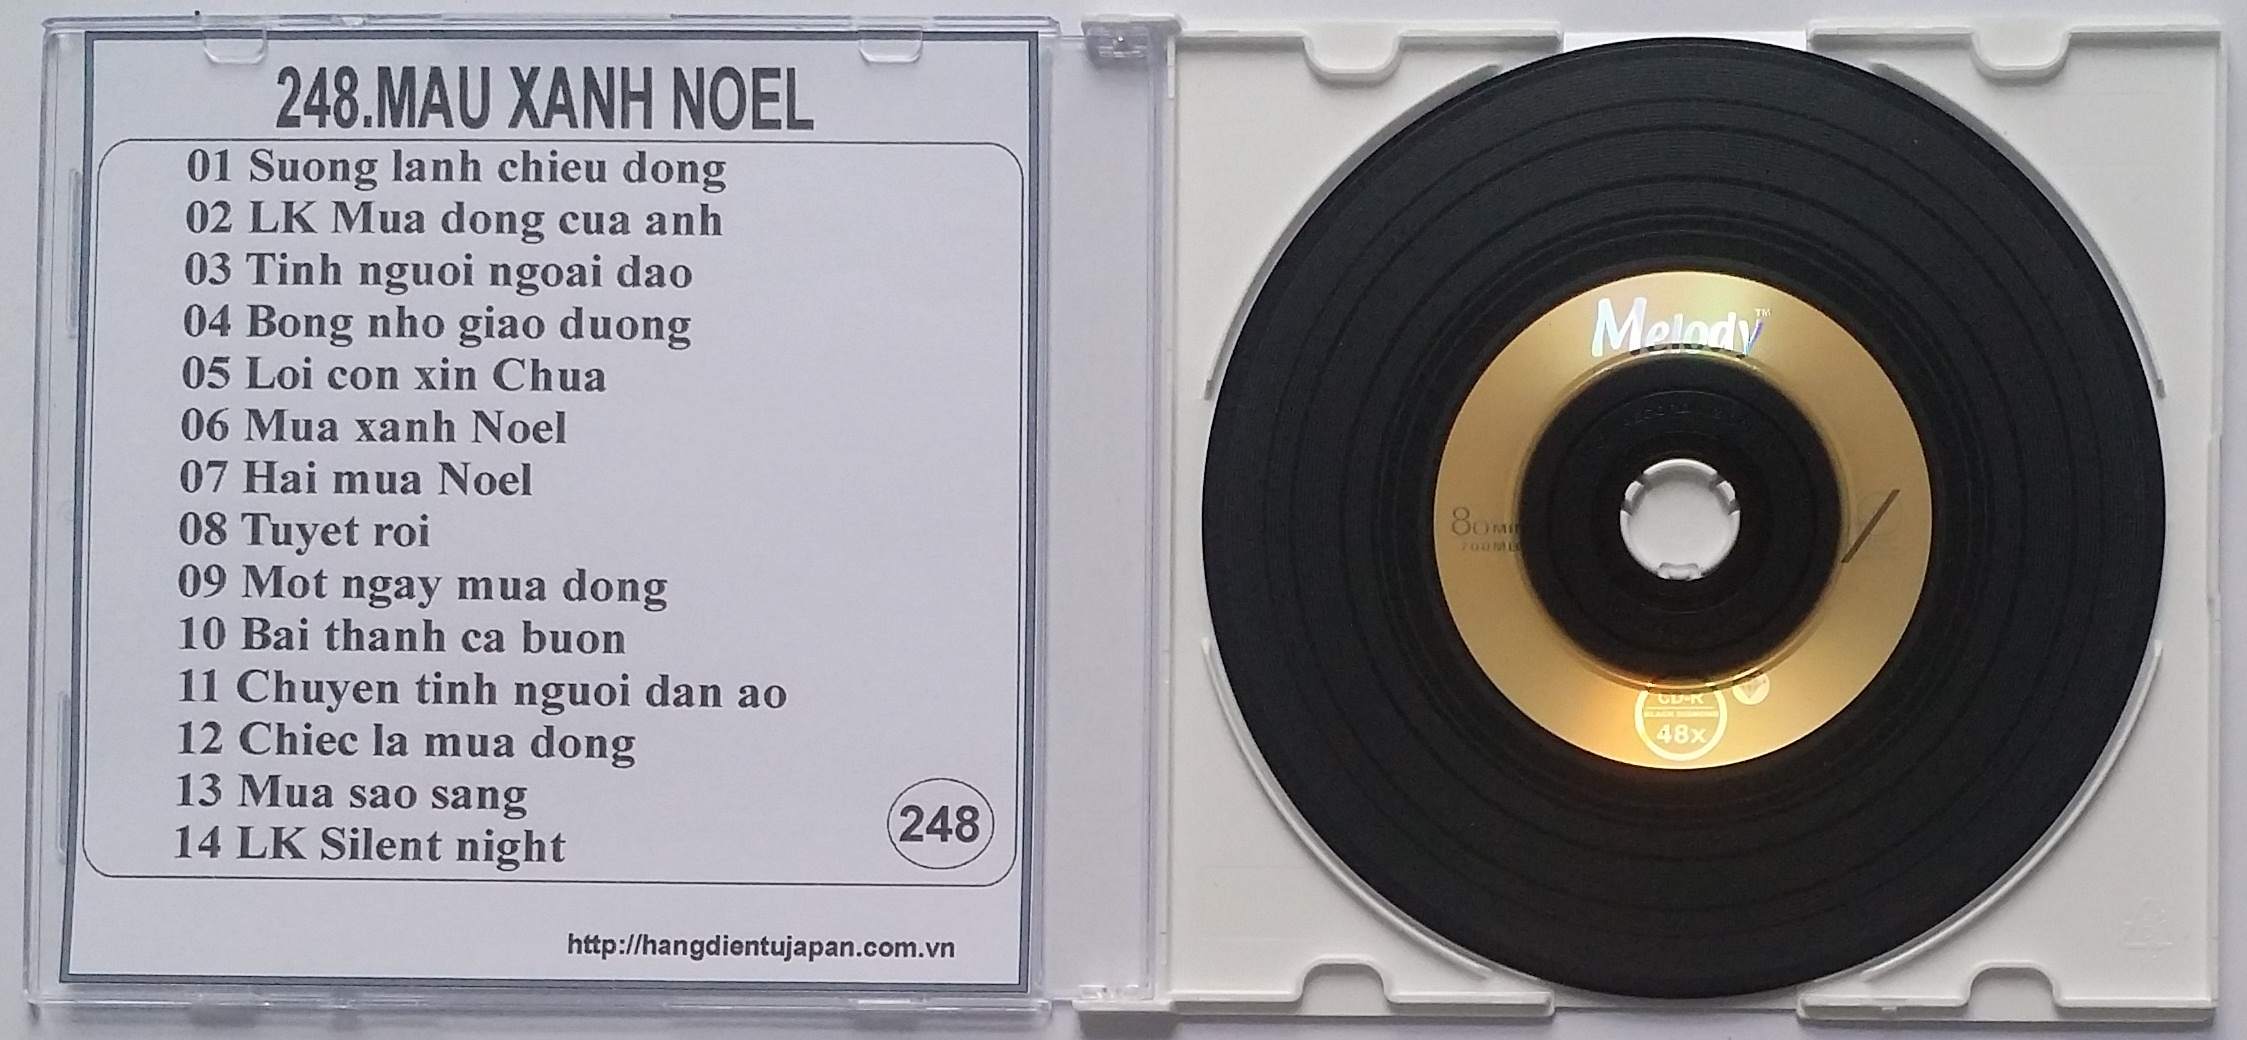 248.MAU XANH NOEL
01 Suong lanh chieu dong
02 LK Mua dong cua anh
03 Tinh nguoi ngoai dao
04 Bong nho giao duong
05 Loi con xin Chua
06 Mua xanh Noel
07 Hai mua Noel
08 Tuyet roi
09 Mot ngay mua dong
10 Bai thanh ca buon
11 Chuyen tinh nguoi dan ao
12 Chiec la mua dong
13 Mua sao sang
14 LK Silent night
248
http://hangdientujapan.com.vn
Melody™
80 MIN
700MB
CD-R
48x